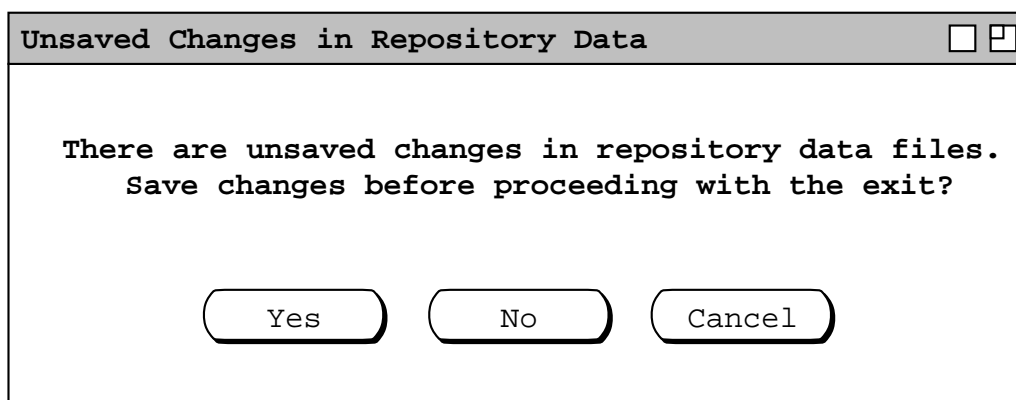 Unsaved Changes in Repository Data
There are unsaved changes in repository data files.
Save changes before proceeding with the exit?
Yes No Cancel